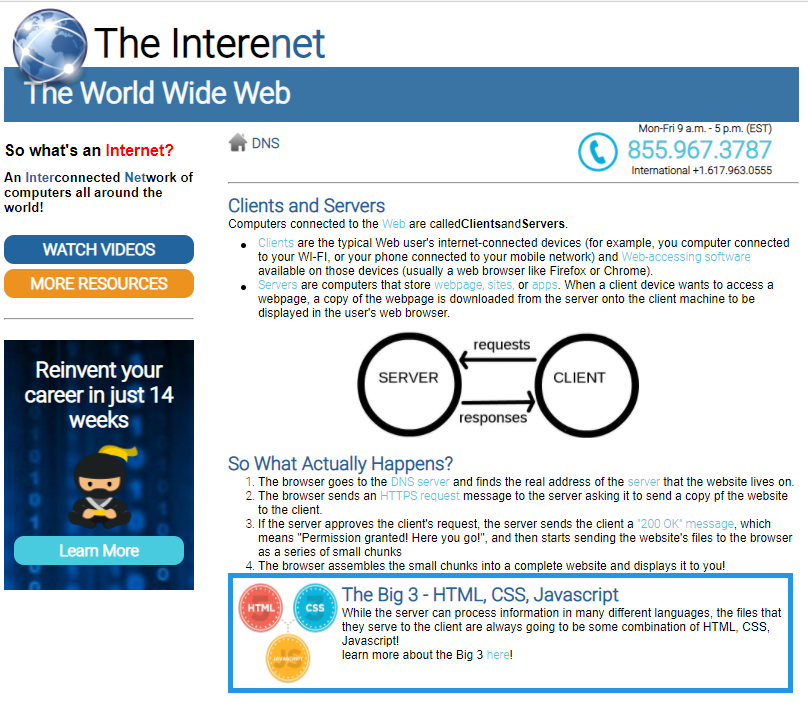 The Interenet
The World Wide Web
So what's an Internet?
An Interconnected Network of
computers all around the
world!
WATCH VIDEOS
MORE RESOURCES
Reinvent your
career in just 14
weeks
Learn More
DNS
Mon-Fri 9 a.m. - 5 p.m. (EST)
855.967.3787
International +1.617.963.0555
Clients and Servers
Computers connected to the Web are calledClientsandServers.
Clients are the typical Web user's internet-connected devices (for example, you computer connected
to your WI-FI, or your phone connected to your mobile network) and Web-accessing software
available on those devices (usually a web browser like Firefox or Chrome).
Servers are computers that store webpage, sites, or apps. When a client device wants to access a
webpage, a copy of the webpage is downloaded from the server onto the client machine to be
displayed in the user's web browser.
requests
SERVER
CLIENT
responses
So What Actually Happens?
1. The browser goes to the DNS server and finds the real address of the server that the website lives on.
2. The browser sends an HTTPS request message to the server asking it to send a copy pf the website
to the client.
3. If the server approves the client's request, the server sends the client a "200 OK" message, which
means "Permission granted! Here you go!", and then starts sending the website's files to the browser
as a series of small chunks
4. The browser assembles the small chunks into a complete website and displays it to you!
HTML
CSS
JAVASCRIPT
The Big 3 - HTML, CSS, Javascript
While the server can process information in many different languages, the files that
they serve to the client are always going to be some combination of HTML, CSS,
Javascript!
learn more about the Big 3 here!